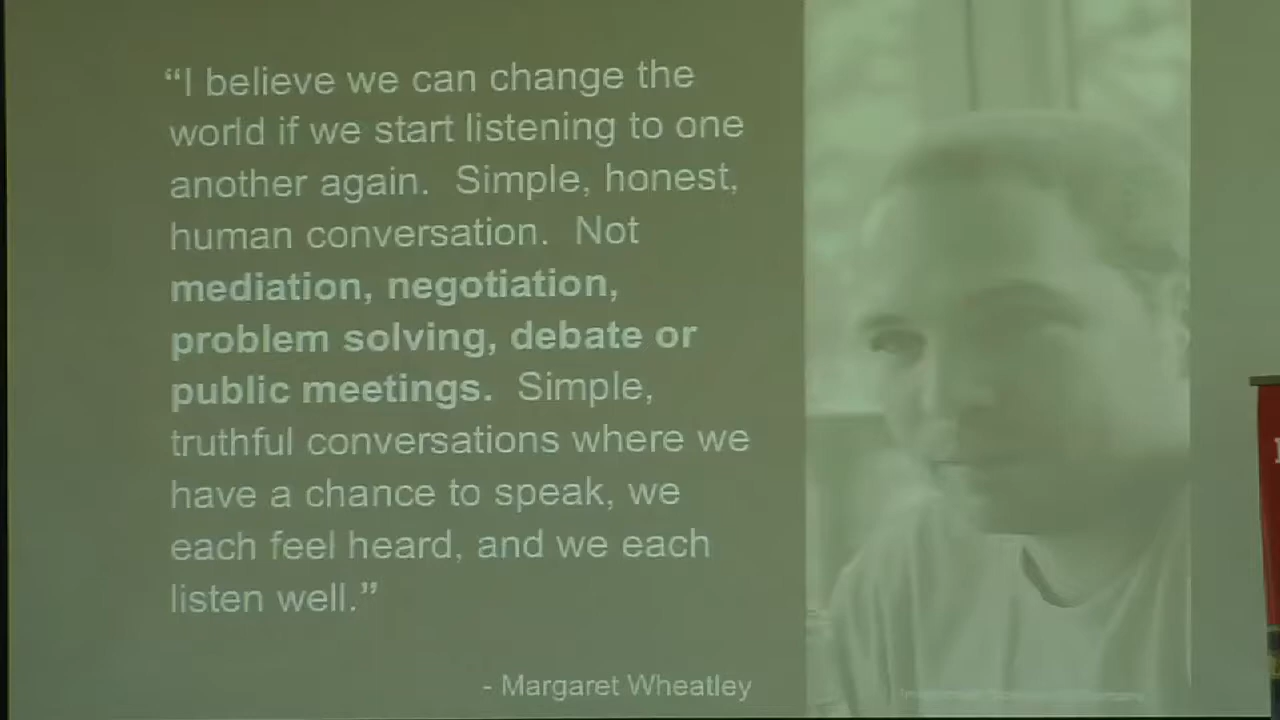 “I believe we can change the
world if we start listening to one
another again.  Simple, honest,
human conversation.  Not
mediation, negotiation,
problem solving, debate or
public meetings.  Simple,
truthful conversations where we
have a chance to speak, we
each feel heard, and we each
listen well.”
- Margaret Wheatley